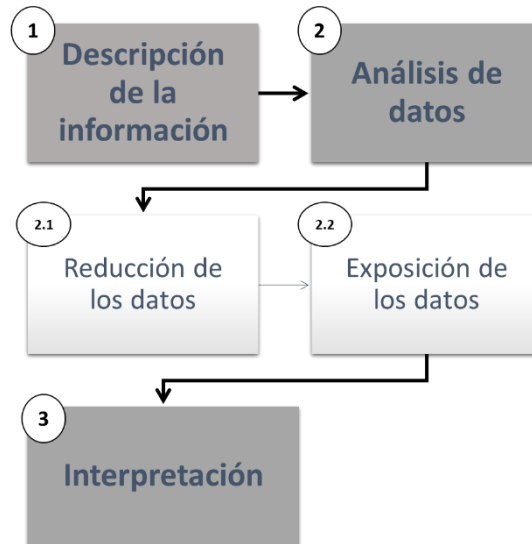 1
Descripción
de la
información
2
Análisis de
datos
2.1
Reducción de
los datos
2.2
Exposición de
los datos
3
Interpretación